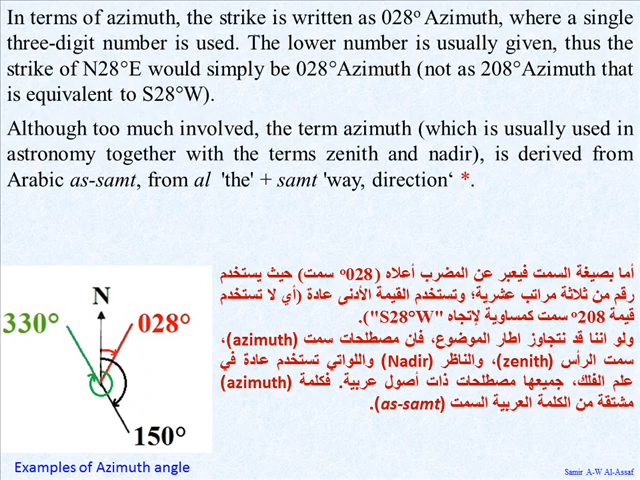 In terms of azimuth, the strike is written as 028° Azimuth, where a single
three-digit number is used. The lower number is usually given, thus the
strike of N28°E would simply be 028°Azimuth (not as 208°Azimuth that
is equivalent to S28°W).
Although too much involved, the term azimuth (which is usually used in
astronomy together with the terms zenith and nadir), is derived from
Arabic as-samt, from al 'the' + samt 'way, direction‘ *.
أما بصيغة السمت فيعبر عن المضرب أعلاه (028° سمت) حيث يستخدم
رقم من ثلاثة مراتب عشرية؛ وتستخدم القيمة الأدنى عادة (أي لا تستخدم
قيمة 208° سمت كمساوية لإتجاه "S28°W").
ولو اننا قد نتجاوز اطار الموضوع، فان مصطلحات سمت (azimuth)،
سمت الرأس (zenith)، والناظر (Nadir) واللواتي تستخدم عادة في
علم الفلك، جميعها مصطلحات ذات أصول عربية. فكلمة (azimuth)
مشتقة من الكلمة العربية السمت (as-samt).
N
330°
028°
150°
Examples of Azimuth angle
Samir A-W Al-Assaf